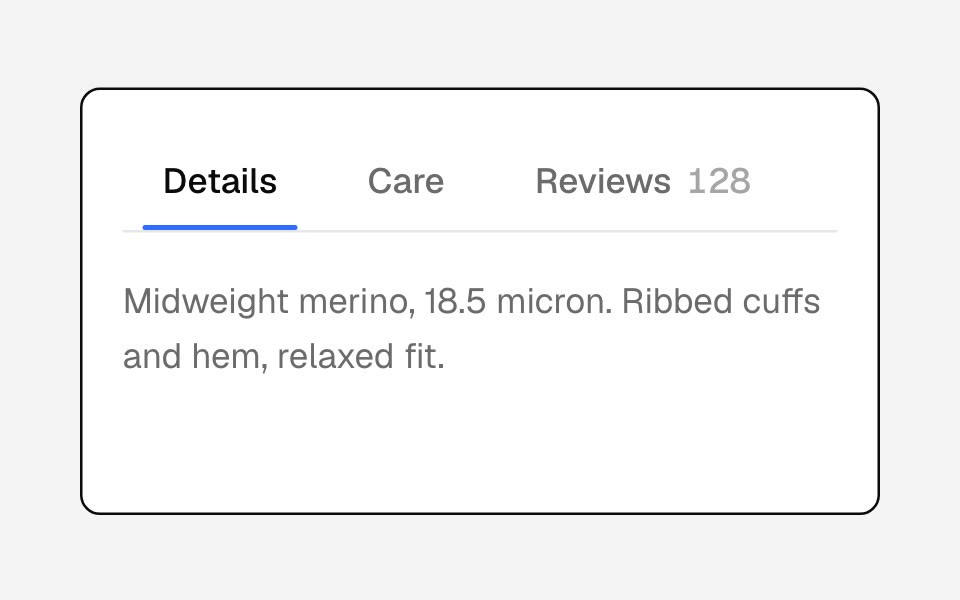 Details Care Reviews 128
Midweight merino, 18.5 micron. Ribbed cuffs
and hem, relaxed fit.